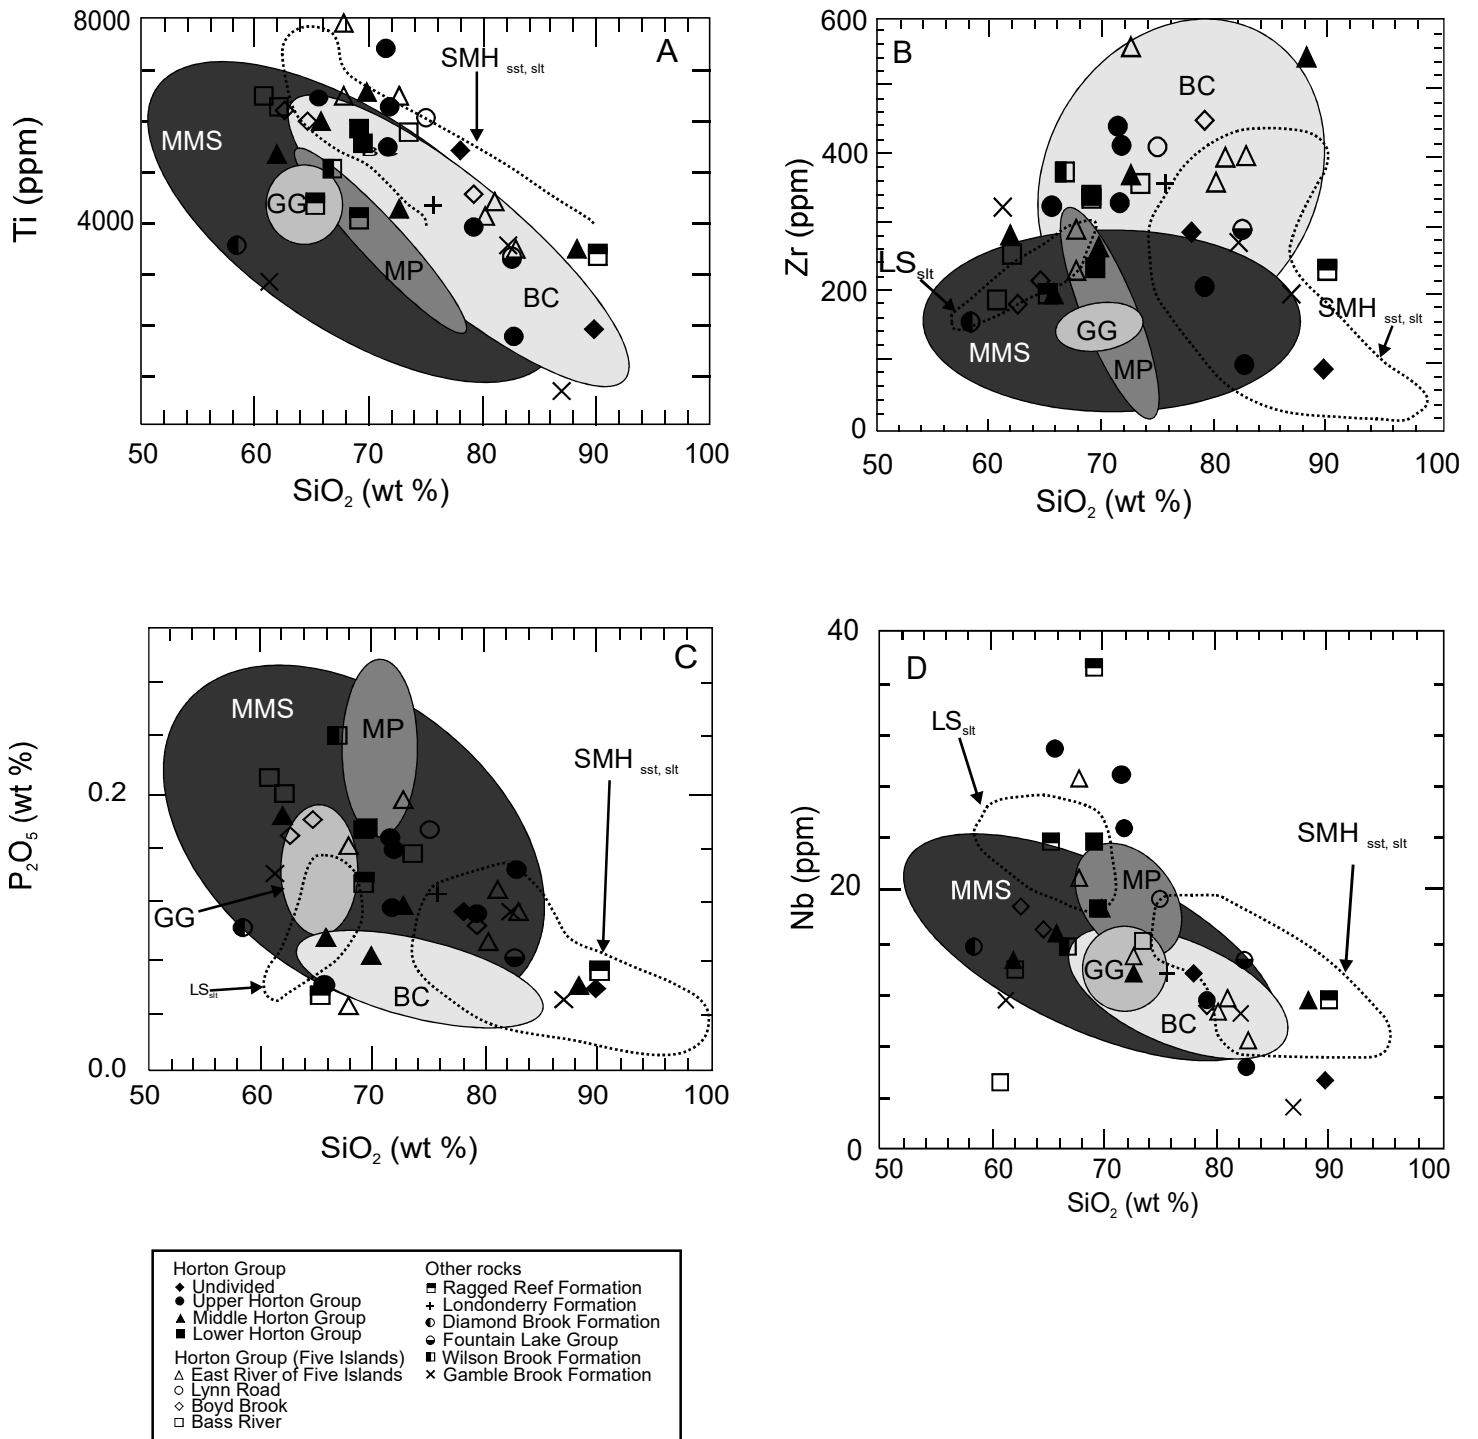 8000
4000
Ti (ppm)
A
SMH sst, slt
MMS
GG
MP
BC
50 60 70 80 90 100
SiO2 (wt %)
600
400
200
0
Zr (ppm)
B
BC
LSslt
MMS
GG
MP
SMH sst, slt
50 60 70 80 90 100
SiO2 (wt %)
0.2
0.0
P2O5 (wt %)
C
MMS
MP
SMH sst, slt
GG
LSslt
BC
50 60 70 80 90 100
SiO2 (wt %)
40
20
0
Nb (ppm)
D
LSslt
SMH sst, slt
MMS
MP
GG
BC
50 60 70 80 90 100
SiO2 (wt %)
Horton Group
Undivided
Upper Horton Group
Middle Horton Group
Lower Horton Group
Horton Group (Five Islands)
East River of Five Islands
Lynn Road
Boyd Brook
Bass River
Other rocks
Ragged Reef Formation
Londonderry Formation
Diamond Brook Formation
Fountain Lake Group
Wilson Brook Formation
Gamble Brook Formation